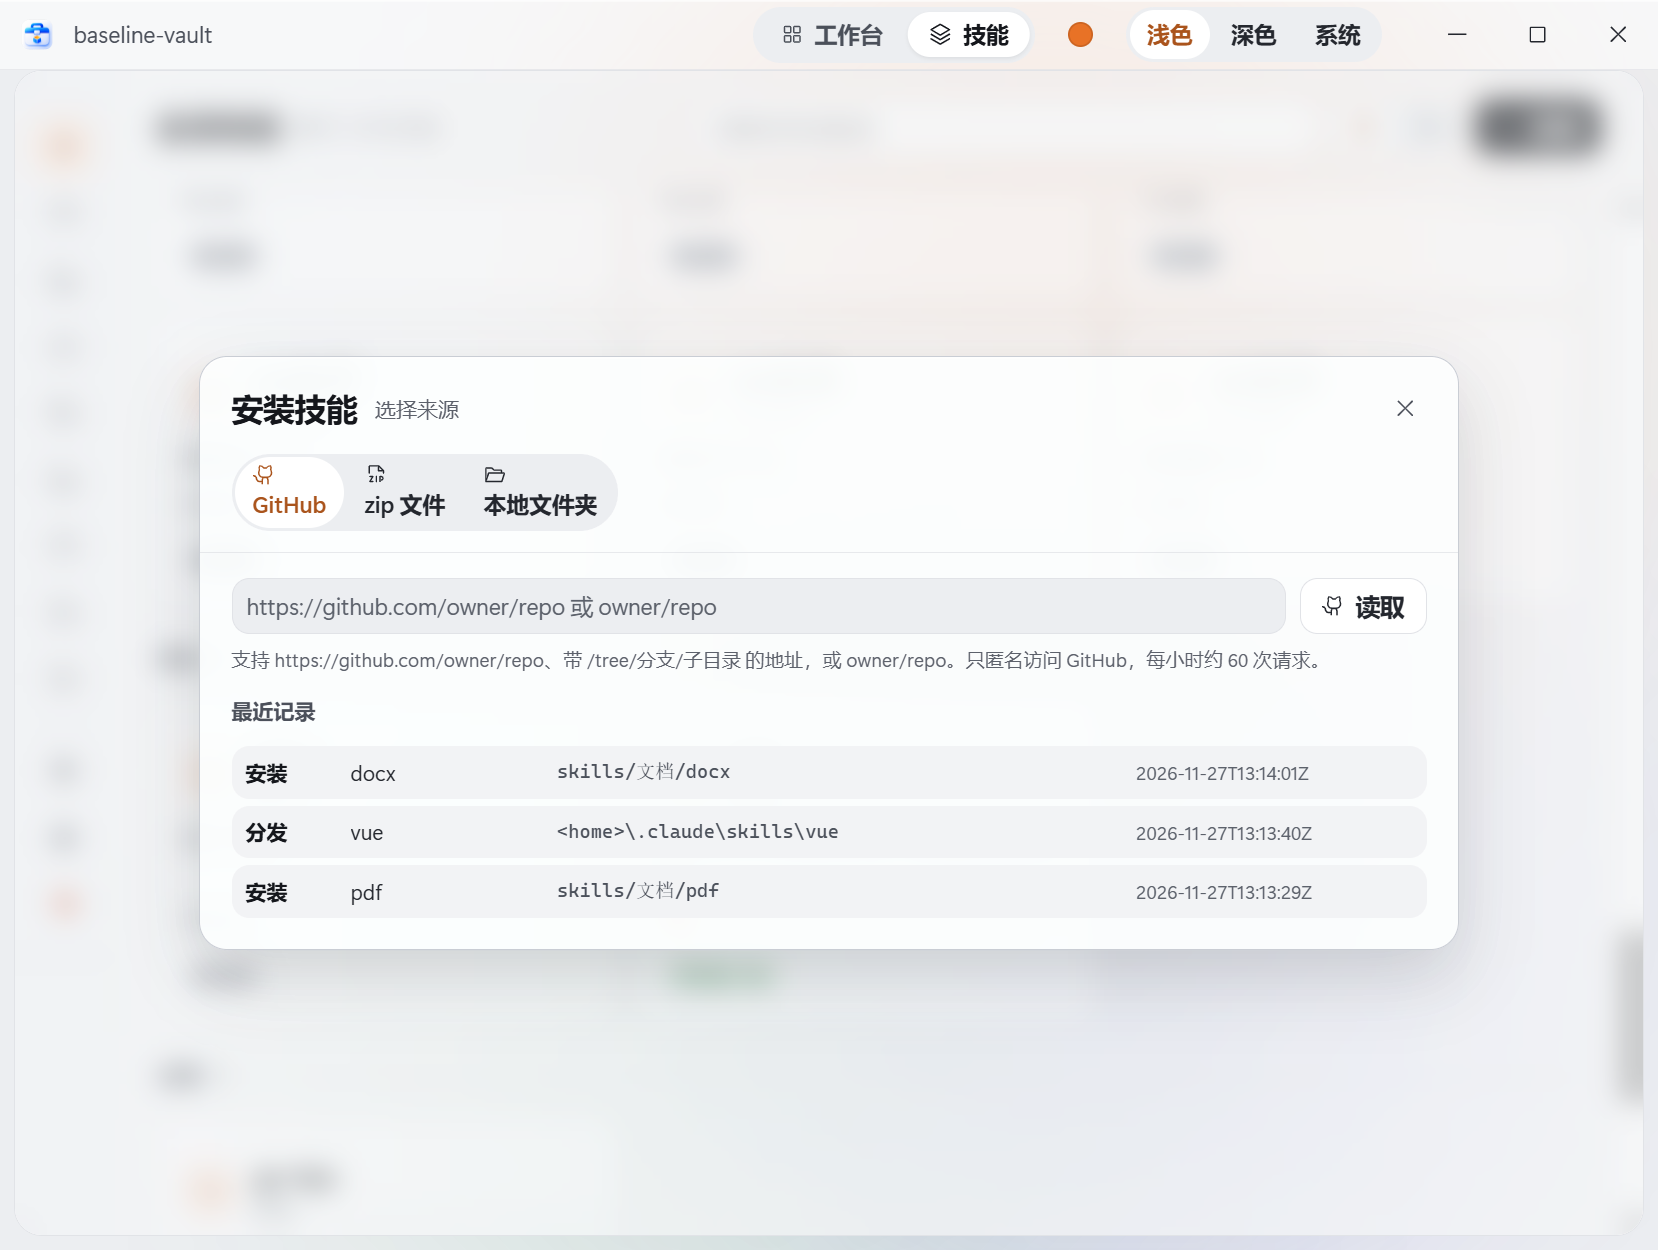 baseline-vault
工作台 技能 浅色 深色 系统
安装技能 选择来源
GitHub
ZIP
zip 文件
本地文件夹
https://github.com/owner/repo 或 owner/repo
读取
支持 https://github.com/owner/repo、带 /tree/分支/子目录 的地址，或 owner/repo。只匿名访问 GitHub，每小时约 60 次请求。
最近记录
安装 docx skills/文档/docx 2026-11-27T13:14:01Z
分发 vue <home>\.claude\skills\vue 2026-11-27T13:13:40Z
安装 pdf skills/文档/pdf 2026-11-27T13:13:29Z